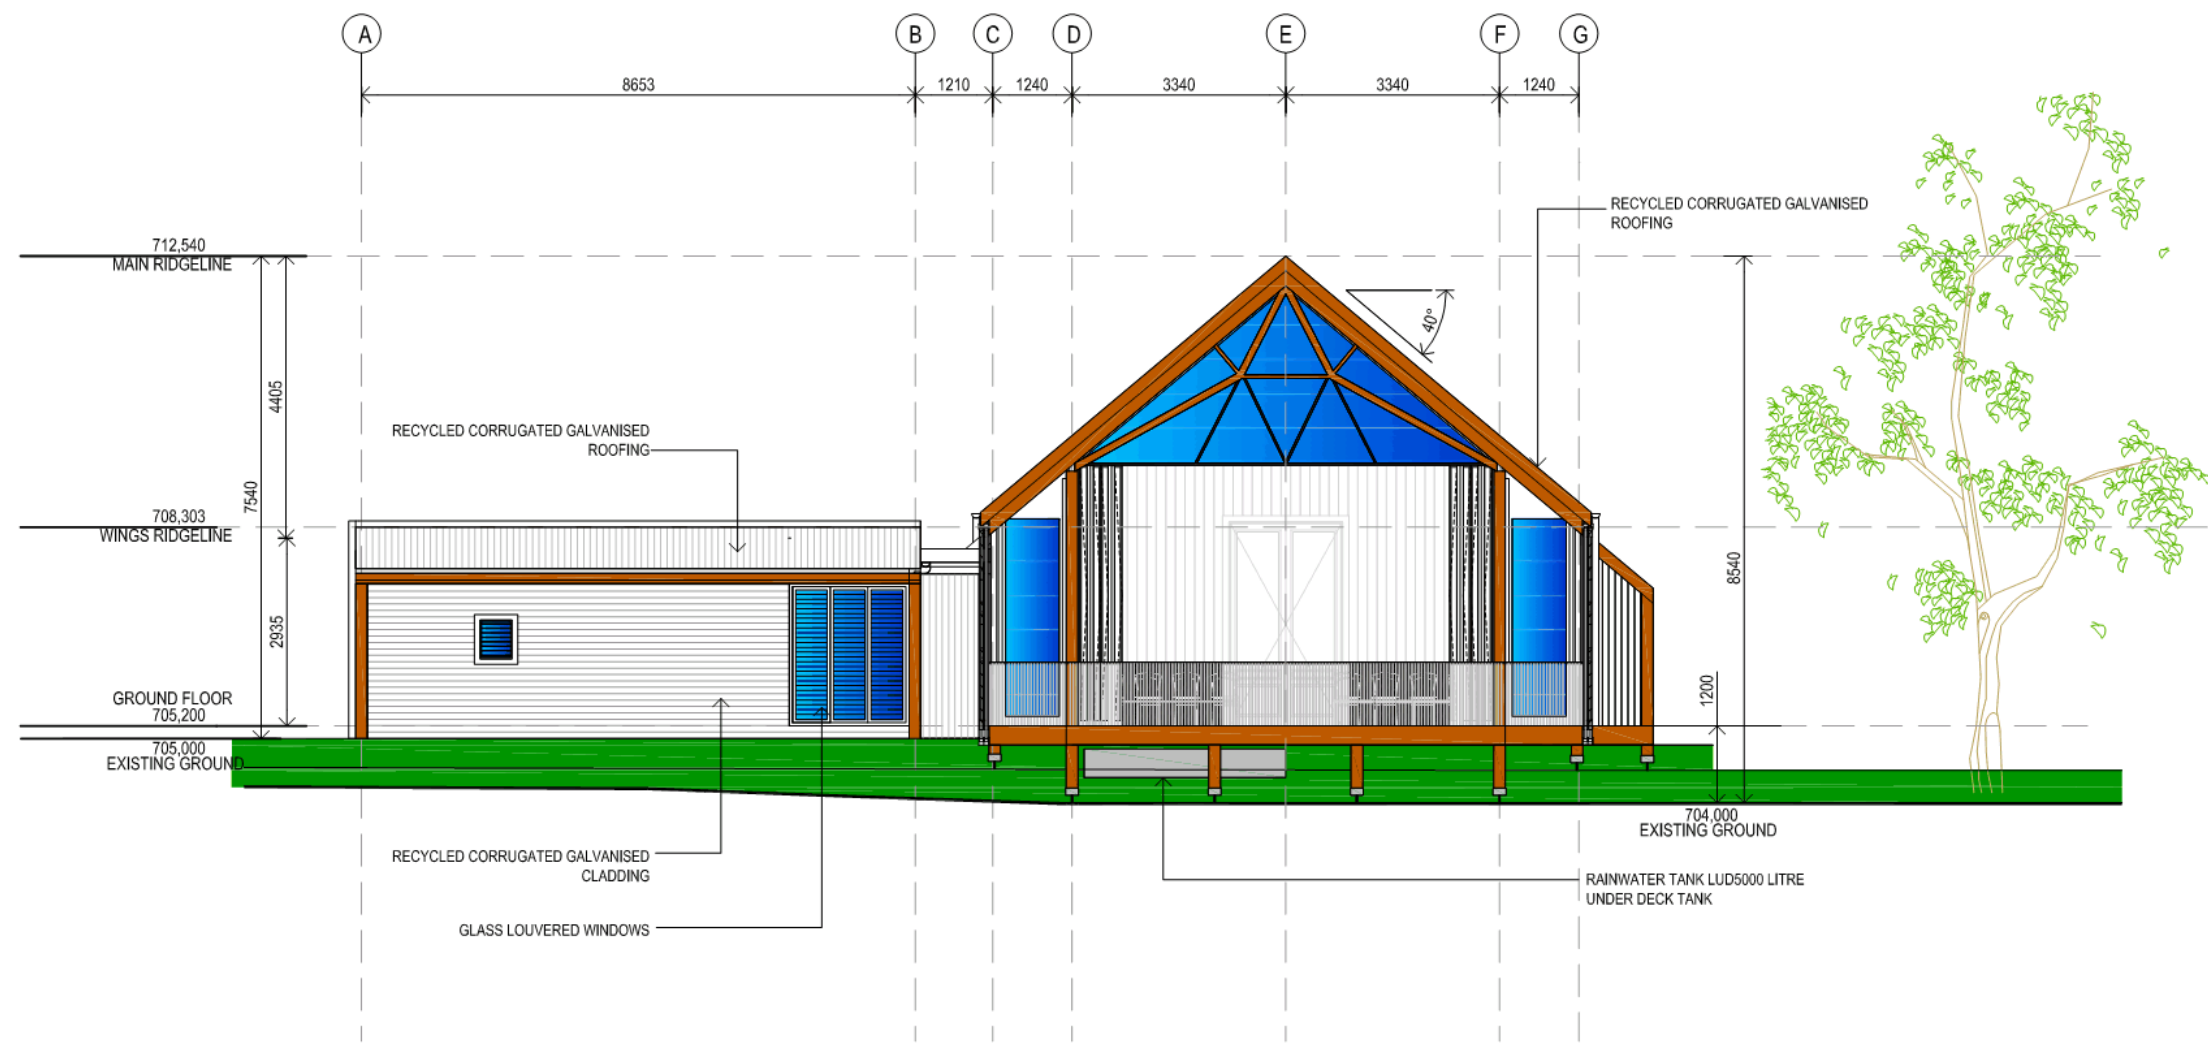 A
B
C
D
E
F
G
8653
1210
1240
3340
3340
1240
RECYCLED CORRUGATED GALVANISED
ROOFING
712,540
MAIN RIDGELINE
40°
4405
RECYCLED CORRUGATED GALVANISED
ROOFING
7540
708,303
WINGS RIDGELINE
8540
2935
GROUND FLOOR
705,200
1200
705,000
EXISTING GROUND
704,000
EXISTING GROUND
RECYCLED CORRUGATED GALVANISED
CLADDING
RAINWATER TANK LUD5000 LITRE
UNDER DECK TANK
GLASS LOUVERED WINDOWS